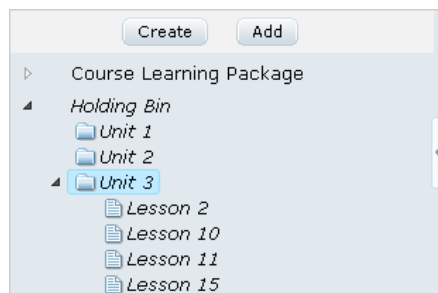 Create Add
Course Learning Package
Holding Bin
Unit 1
Unit 2
Unit 3
Lesson 2
Lesson 10
Lesson 11
Lesson 15